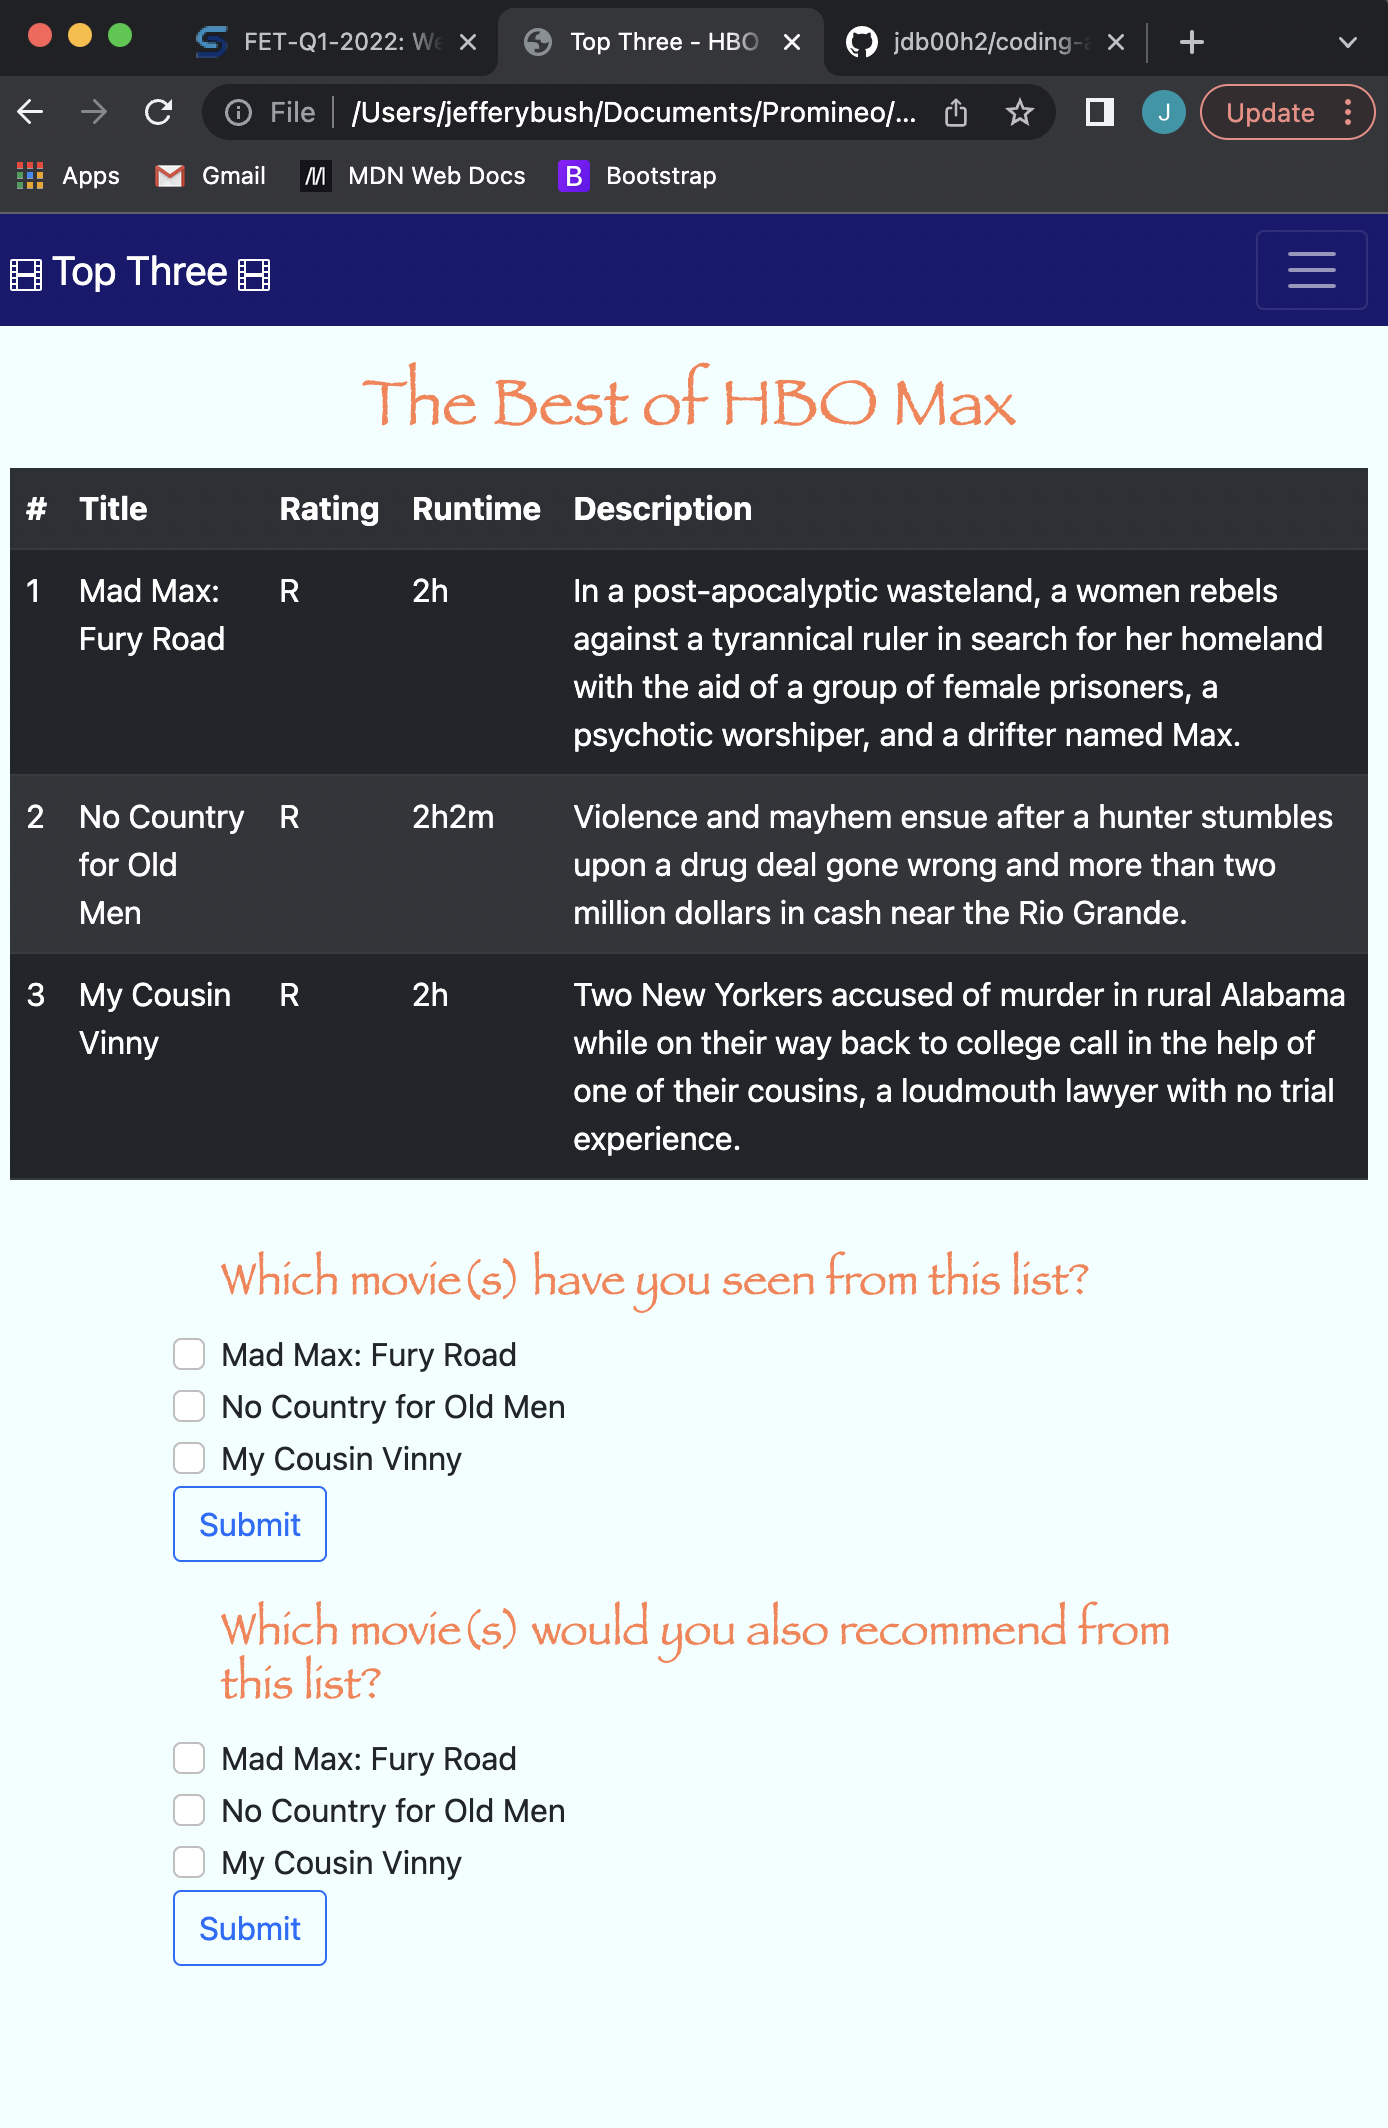 FET-Q1-2022: We
Top Three - HBO
jdb00h2/coding-a
File /Users/jefferybush/Documents/Promineo/... J Update
Apps Gmail MDN Web Docs B Bootstrap
Top Three
The Best of HBO Max
# Title Rating Runtime Description
1 Mad Max: R 2h In a post-apocalyptic wasteland, a women rebels
Fury Road against a tyrannical ruler in search for her homeland
with the aid of a group of female prisoners, a
psychotic worshiper, and a drifter named Max.
2 No Country R 2h2m Violence and mayhem ensue after a hunter stumbles
for Old upon a drug deal gone wrong and more than two
Men million dollars in cash near the Rio Grande.
3 My Cousin R 2h Two New Yorkers accused of murder in rural Alabama
Vinny while on their way back to college call in the help of
one of their cousins, a loudmouth lawyer with no trial
experience.
Which movie(s) have you seen from this list?
Mad Max: Fury Road
No Country for Old Men
My Cousin Vinny
Submit
Which movie(s) would you also recommend from
this list?
Mad Max: Fury Road
No Country for Old Men
My Cousin Vinny
Submit